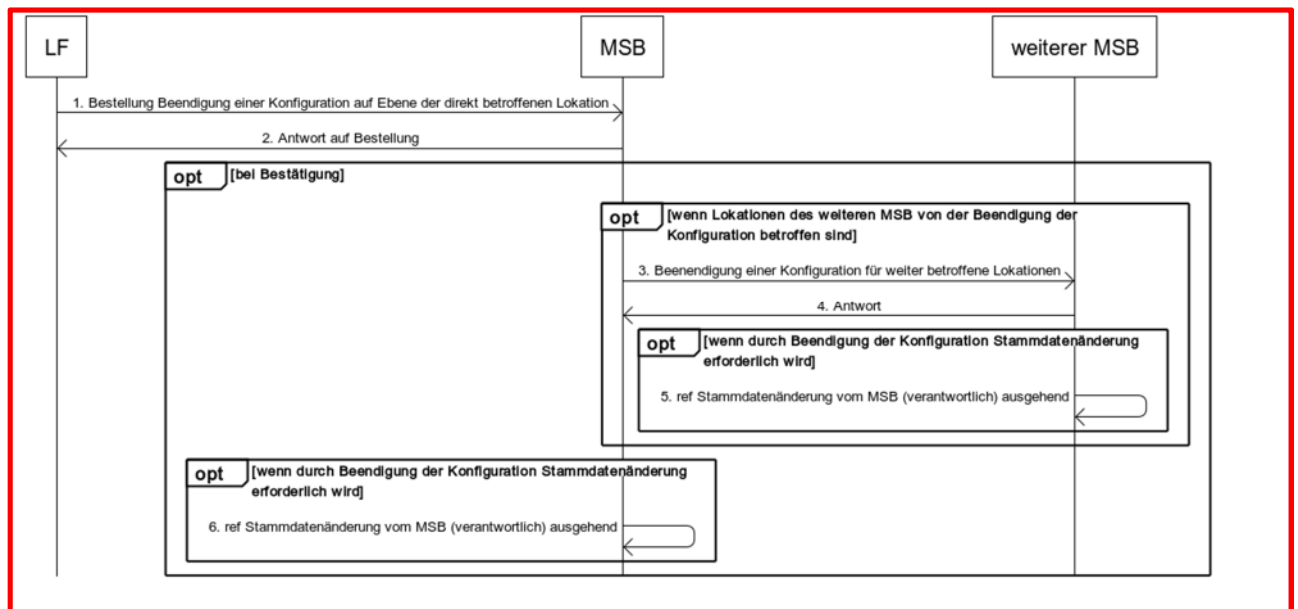 LF
MSB
weiterer MSB
1. Bestellung Beendigung einer Konfiguration auf Ebene der direkt betroffenen Lokation
2. Antwort auf Bestellung
opt
[bei Bestätigung]
opt
[wenn Lokationen des weiteren MSB von der Beendigung der
Konfiguration betroffen sind]
3. Beenendigung einer Konfiguration für weiter betroffene Lokationen
4. Antwort
opt
[wenn durch Beendigung der Konfiguration Stammdatenänderung
erforderlich wird]
5. ref Stammdatenänderung vom MSB (verantwortlich) ausgehend
opt
[wenn durch Beendigung der Konfiguration Stammdatenänderung
erforderlich wird]
6. ref Stammdatenänderung vom MSB (verantwortlich) ausgehend